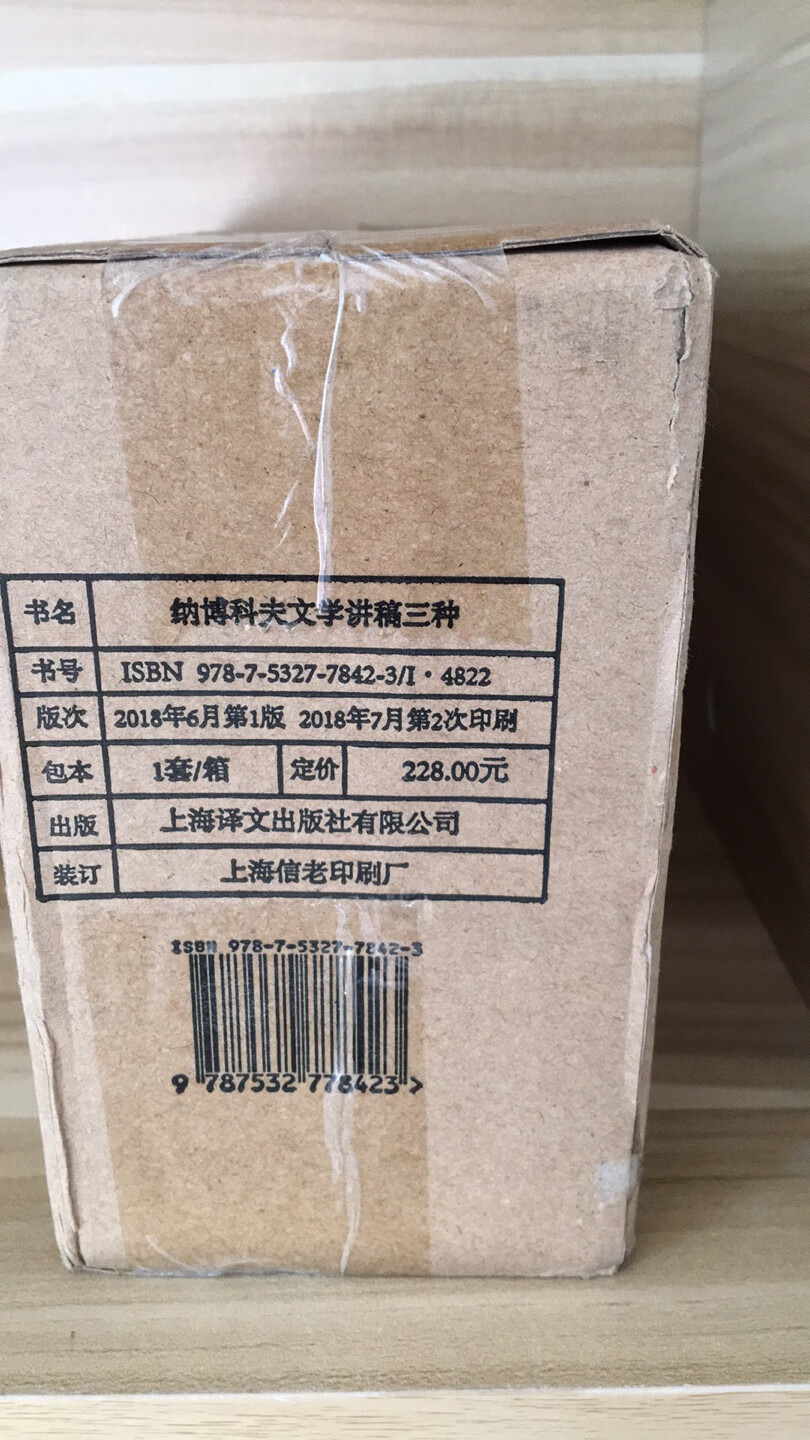 书名 纳博科夫文学讲稿三种
书号 ISBN 978-7-5327-7842-3/I·4822
版次 2018年6月第1版 2018年7月第2次印刷
包本 1套/箱 定价 228.00元
出版 上海译文出版社有限公司
装订 上海信老印刷厂
ISBN 978-7-5327-7842-3
9 787532 778423 >